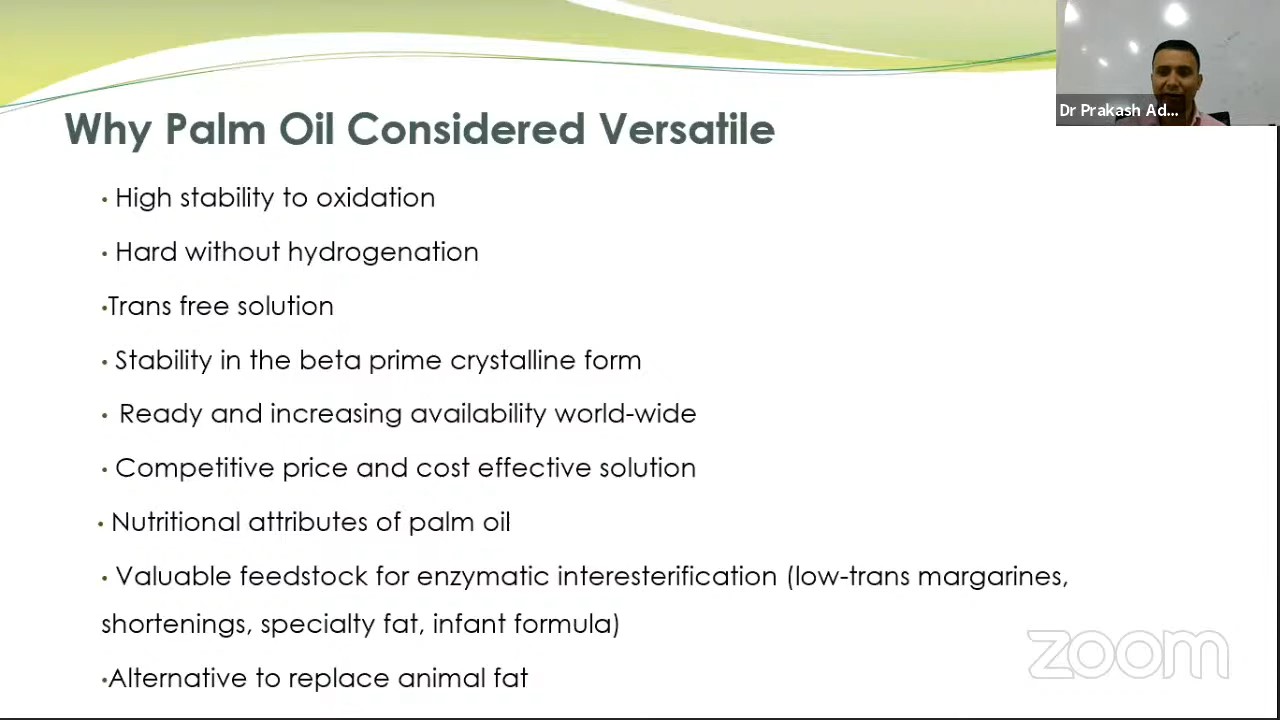 Dr Prakash Ad...
Why Palm Oil Considered Versatile
• High stability to oxidation
• Hard without hydrogenation
•Trans free solution
• Stability in the beta prime crystalline form
• Ready and increasing availability world-wide
• Competitive price and cost effective solution
• Nutritional attributes of palm oil
• Valuable feedstock for enzymatic interesterification (low-trans margarines,
shortenings, specialty fat, infant formula)
•Alternative to replace animal fat
zoom